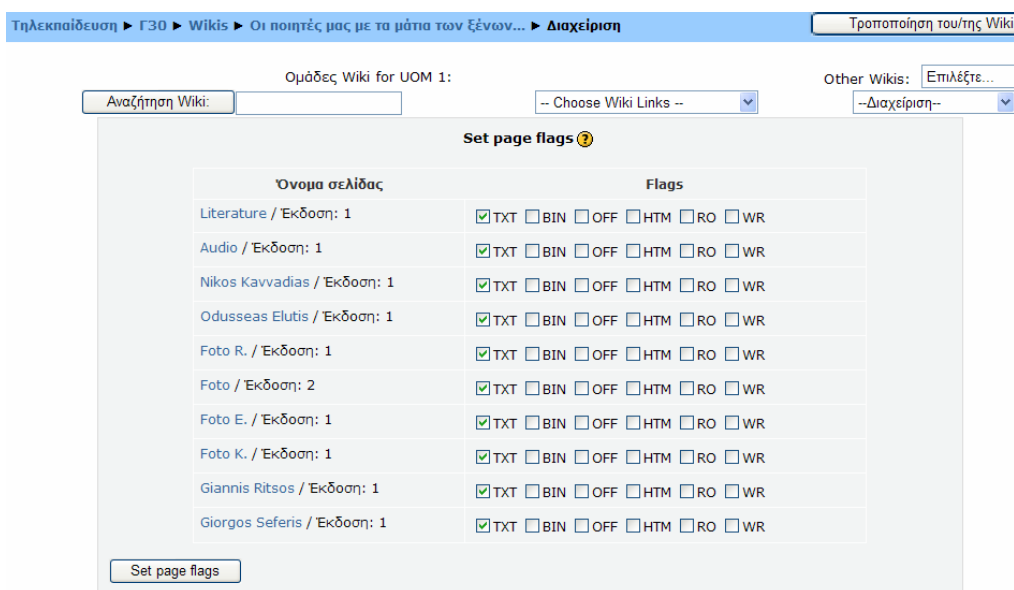 Τηλεκπαίδευση ► Γ30 ► Wikis ► Οι ποιητές μας με τα μάτια των ξένων... ► Διαχείριση Τροποποίηση του/της Wiki
Ομάδες Wiki for UOM 1: Other Wikis: Επιλέξτε...
Αναζήτηση Wiki: -- Choose Wiki Links -- --Διαχείριση--
Set page flags ?
Όνομα σελίδας Flags
Literature / Έκδοση: 1 TXT BIN OFF HTM RO WR
Audio / Έκδοση: 1 TXT BIN OFF HTM RO WR
Nikos Kavvadias / Έκδοση: 1 TXT BIN OFF HTM RO WR
Odusseas Elutis / Έκδοση: 1 TXT BIN OFF HTM RO WR
Foto R. / Έκδοση: 1 TXT BIN OFF HTM RO WR
Foto / Έκδοση: 2 TXT BIN OFF HTM RO WR
Foto E. / Έκδοση: 1 TXT BIN OFF HTM RO WR
Foto K. / Έκδοση: 1 TXT BIN OFF HTM RO WR
Giannis Ritsos / Έκδοση: 1 TXT BIN OFF HTM RO WR
Giorgos Seferis / Έκδοση: 1 TXT BIN OFF HTM RO WR
Set page flags